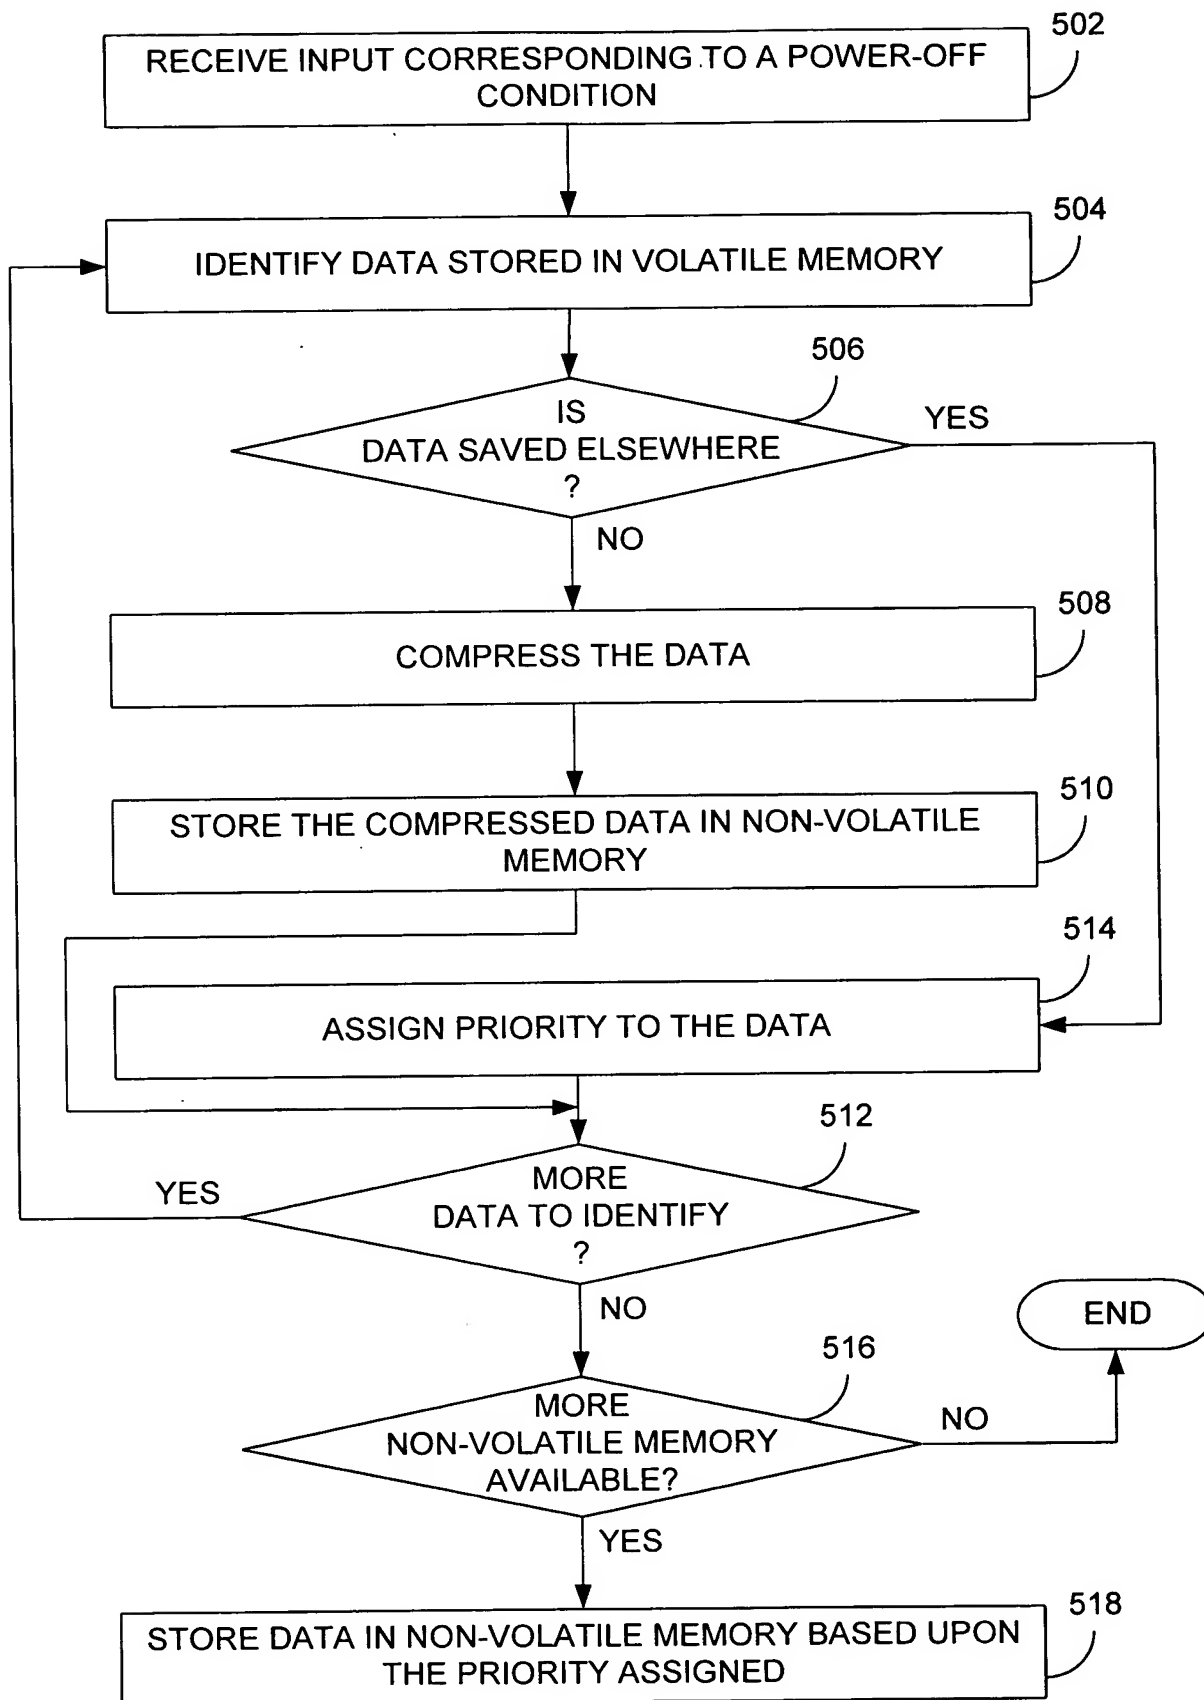 502
RECEIVE INPUT CORRESPONDING TO A POWER-OFF
CONDITION
504
IDENTIFY DATA STORED IN VOLATILE MEMORY
506
IS
DATA SAVED ELSEWHERE
?
YES
NO
508
COMPRESS THE DATA
510
STORE THE COMPRESSED DATA IN NON-VOLATILE
MEMORY
514
ASSIGN PRIORITY TO THE DATA
512
MORE
DATA TO IDENTIFY
?
YES
NO
END
516
MORE
NON-VOLATILE MEMORY
AVAILABLE?
NO
YES
518
STORE DATA IN NON-VOLATILE MEMORY BASED UPON
THE PRIORITY ASSIGNED